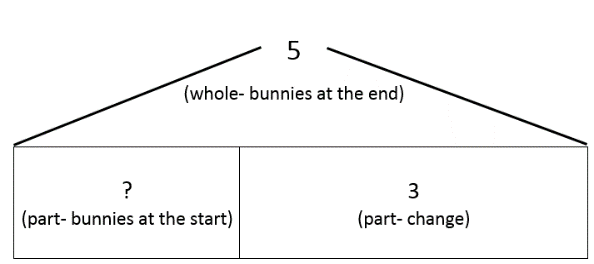 5
(whole- bunnies at the end)
?
(part- bunnies at the start)
3
(part- change)